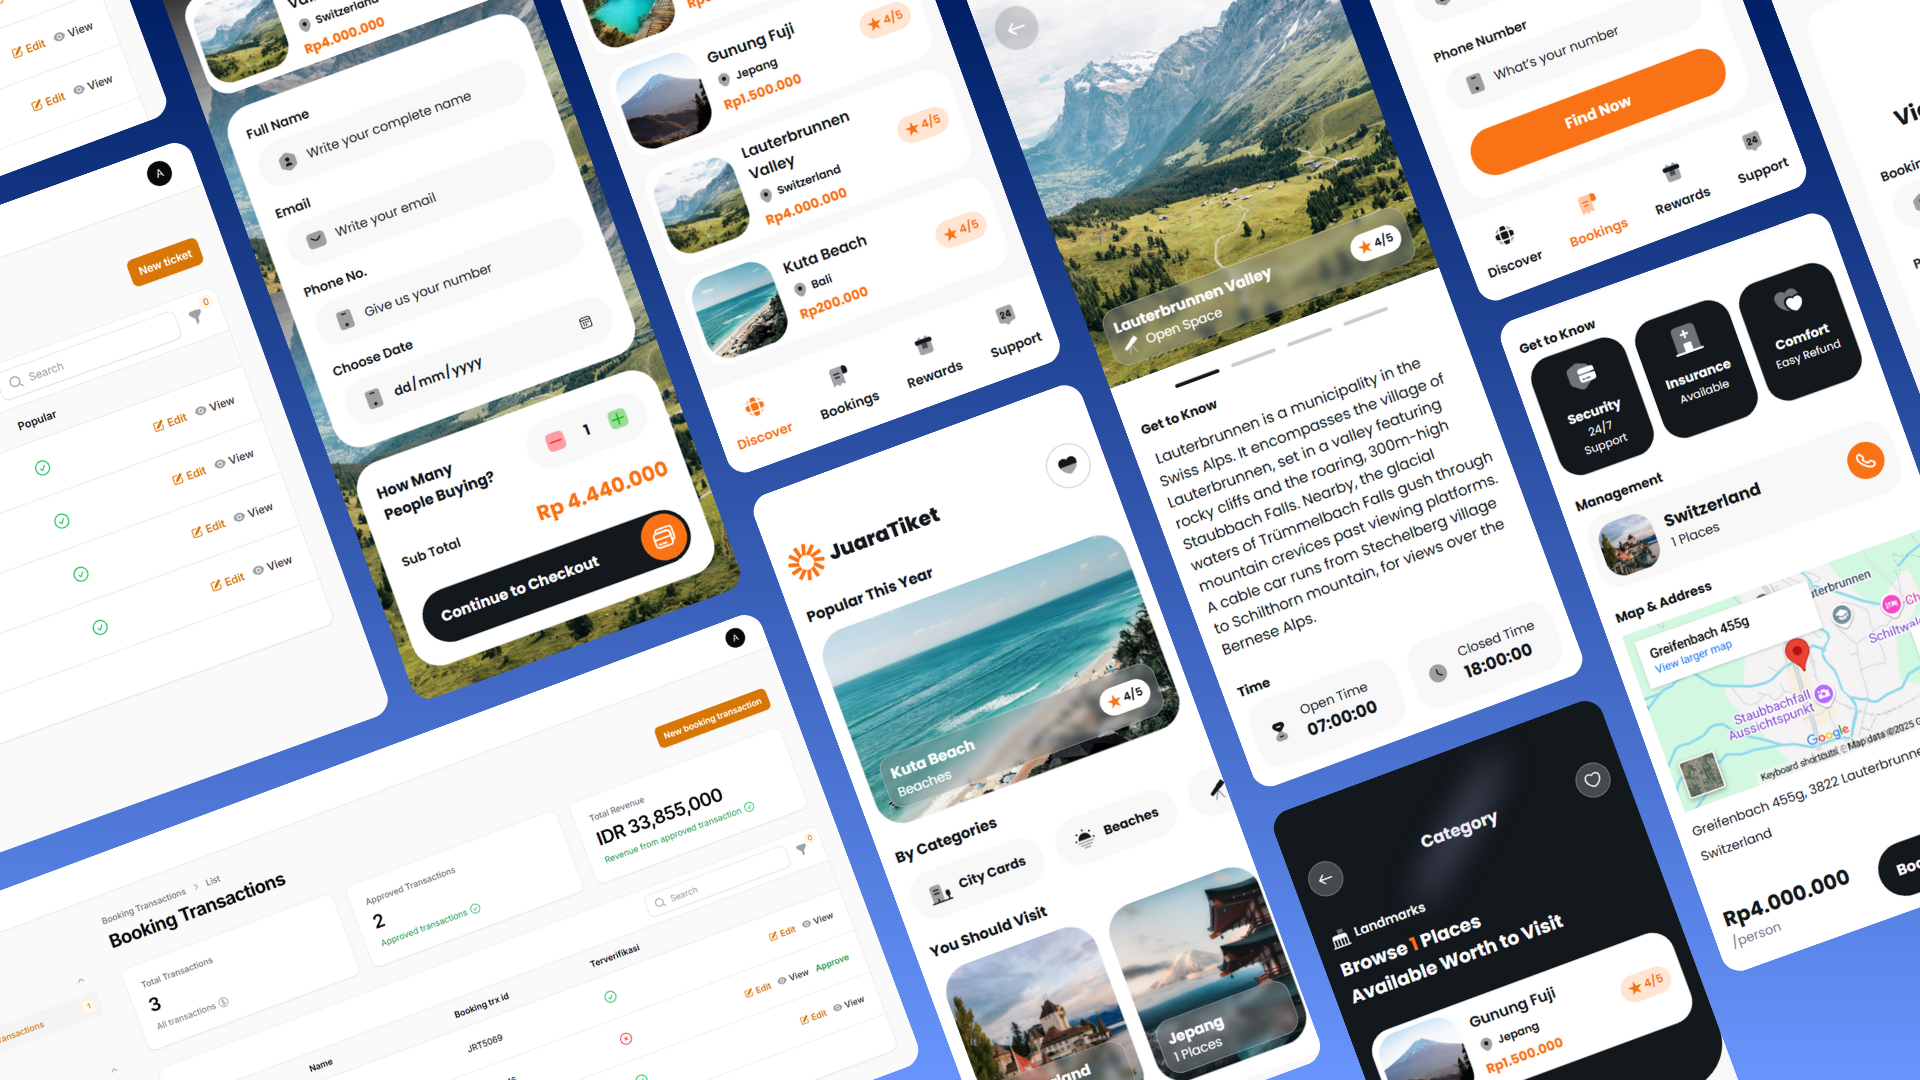 Edit View
Edit View
A
New ticket
0
Search
Popular
Edit View
Edit View
Edit View
Edit View
Switzerland
Rp4.000.000
Full Name
Write your complete name
Email
Write your email
Phone No.
Give us your number
Choose Date
dd/mm/yyyy
How Many
People Buying?
1
Sub Total
Rp 4.440.000
Continue to Checkout
A
New booking transaction
Booking Transactions > List
Booking Transactions
Total Transactions
3
All transactions
Approved Transactions
2
Approved transactions
Total Revenue
IDR 33,855,000
Revenue from approved transaction
0
Search
1
Name
Booking trx id
Terverifikasi
JRT5069
Edit View
Edit View Approve
Edit View
4/5
Gunung Fuji
Jepang
Rp1.500.000
4/5
Lauterbrunnen
Valley
Switzerland
Rp4.000.000
4/5
Kuta Beach
Bali
Rp200.000
Discover
Bookings
Rewards
24
Support
JuaraTiket
Popular This Year
Kuta Beach
Beaches
4/5
By Categories
City Cards
Beaches
You Should Visit
Jepang
1 Places
Lauterbrunnen Valley
Open Space
4/5
Get to Know
Lauterbrunnen is a municipality in the
Swiss Alps. It encompasses the village of
Lauterbrunnen, set in a valley featuring
rocky cliffs and the roaring, 300m-high
Staubbach Falls. Nearby, the glacial
waters of Trümmelbach Falls gush through
mountain crevices past viewing platforms.
A cable car runs from Stechelberg village
to Schilthorn mountain, for views over the
Bernese Alps.
Time
Open Time
07:00:00
Closed Time
18:00:00
Category
Landmarks
Browse 1 Places
Available Worth to Visit
Gunung Fuji
Jepang
Rp1.500.000
4/5
Phone Number
What's your number
Find Now
Discover
Bookings
Rewards
24
Support
Get to Know
Security
24/7
Support
Insurance
Available
Comfort
Easy Refund
Management
Switzerland
1 Places
Map & Address
Greifenbach 455g
View larger map
Staubbachfall
Aussichtspunkt
Google
Keyboard shortcuts Map data ©2025
Greifenbach 455g, 3822
Switzerland
Rp4.000.000
/person